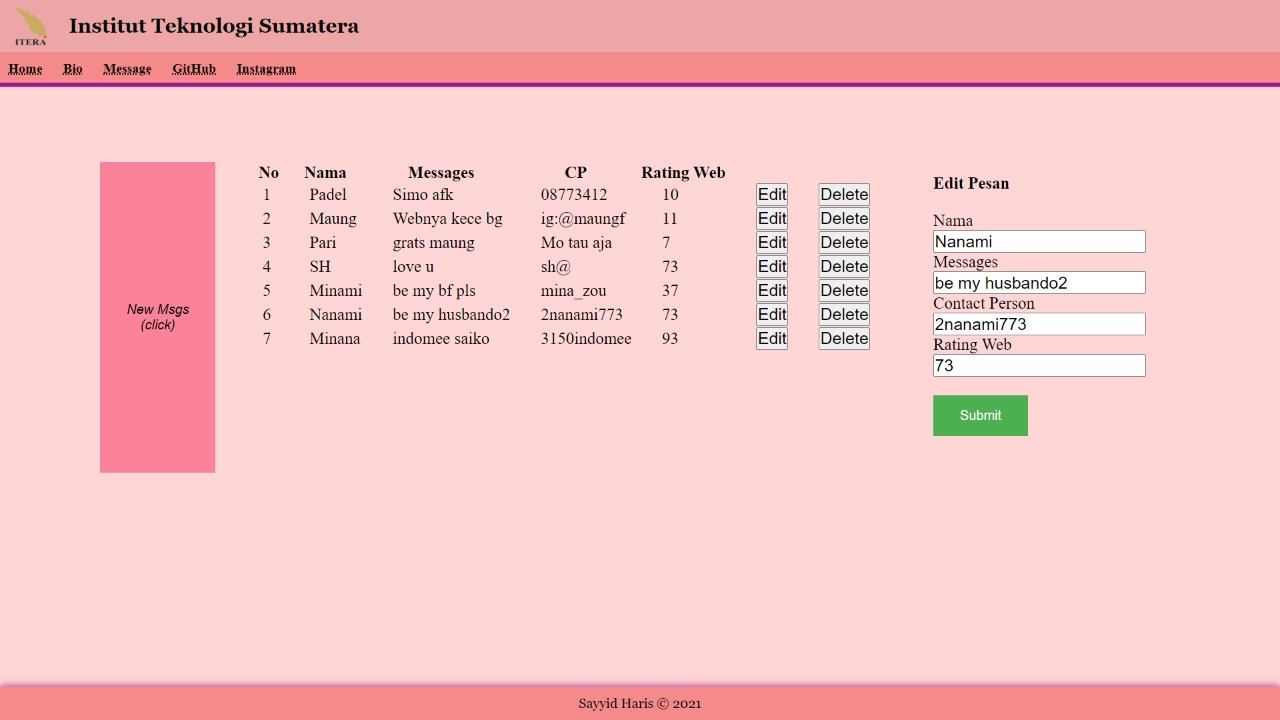 ITERA
Institut Teknologi Sumatera
Home Bio Message GitHub Instagram
New Msgs
(click)
No Nama Messages CP Rating Web
1 Padel Simo afk 08773412 10 Edit Delete
2 Maung Webnya kece bg ig:@maungf 11 Edit Delete
3 Pari grats maung Mo tau aja 7 Edit Delete
4 SH love u sh@ 73 Edit Delete
5 Minami be my bf pls mina_zou 37 Edit Delete
6 Nanami be my husbando2 2nanami773 73 Edit Delete
7 Minana indomee saiko 3150indomee 93 Edit Delete
Edit Pesan
Nama
Nanami
Messages
be my husbando2
Contact Person
2nanami773
Rating Web
73
Submit
Sayyid Haris © 2021